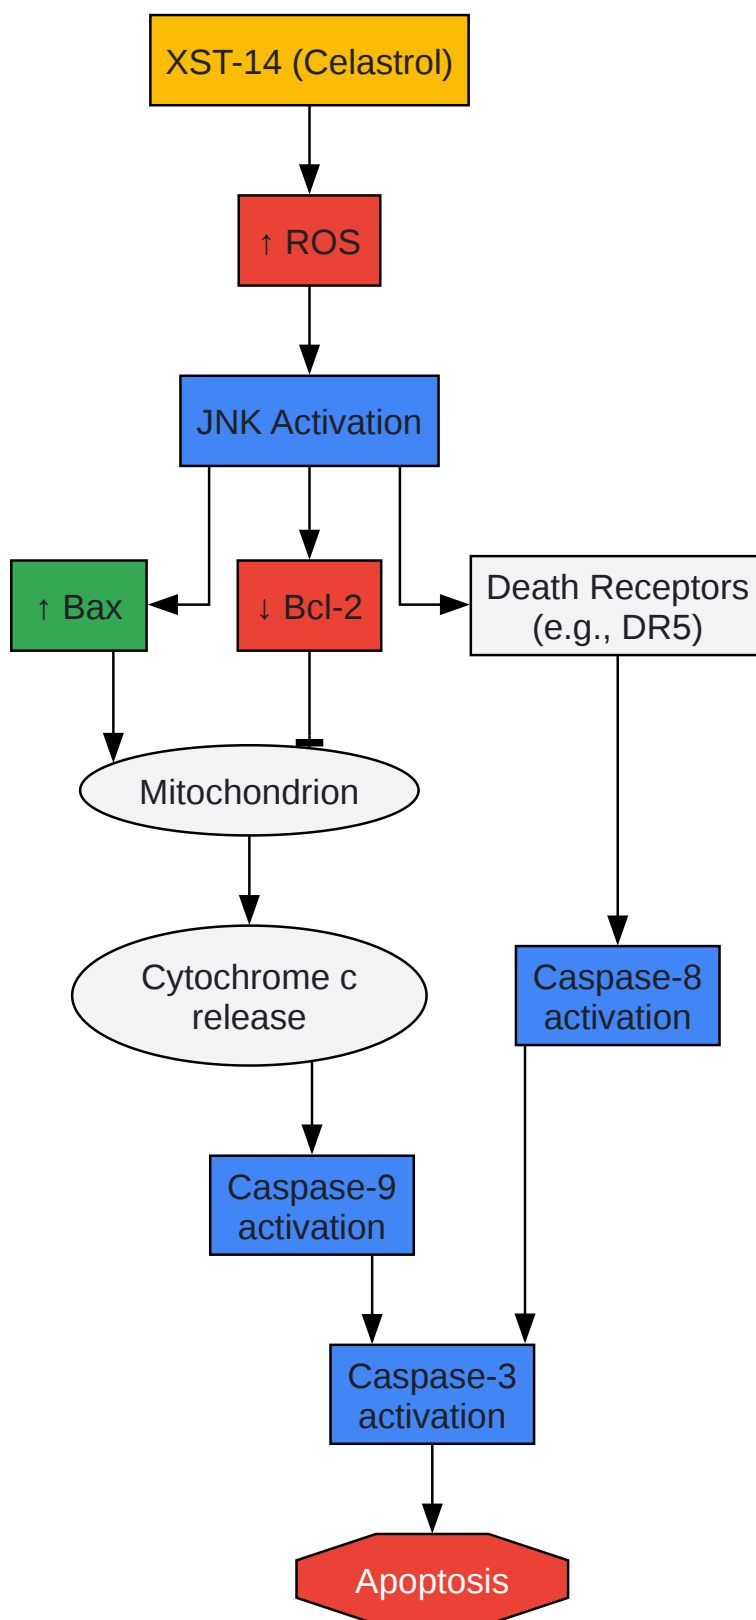 XST-14 (Celastrol)
↑ ROS
JNK Activation
↑ Bax
↓ Bcl-2
Death Receptors
(e.g., DR5)
Mitochondrion
Cytochrome c
release
Caspase-8
activation
Caspase-9
activation
Caspase-3
activation
Apoptosis